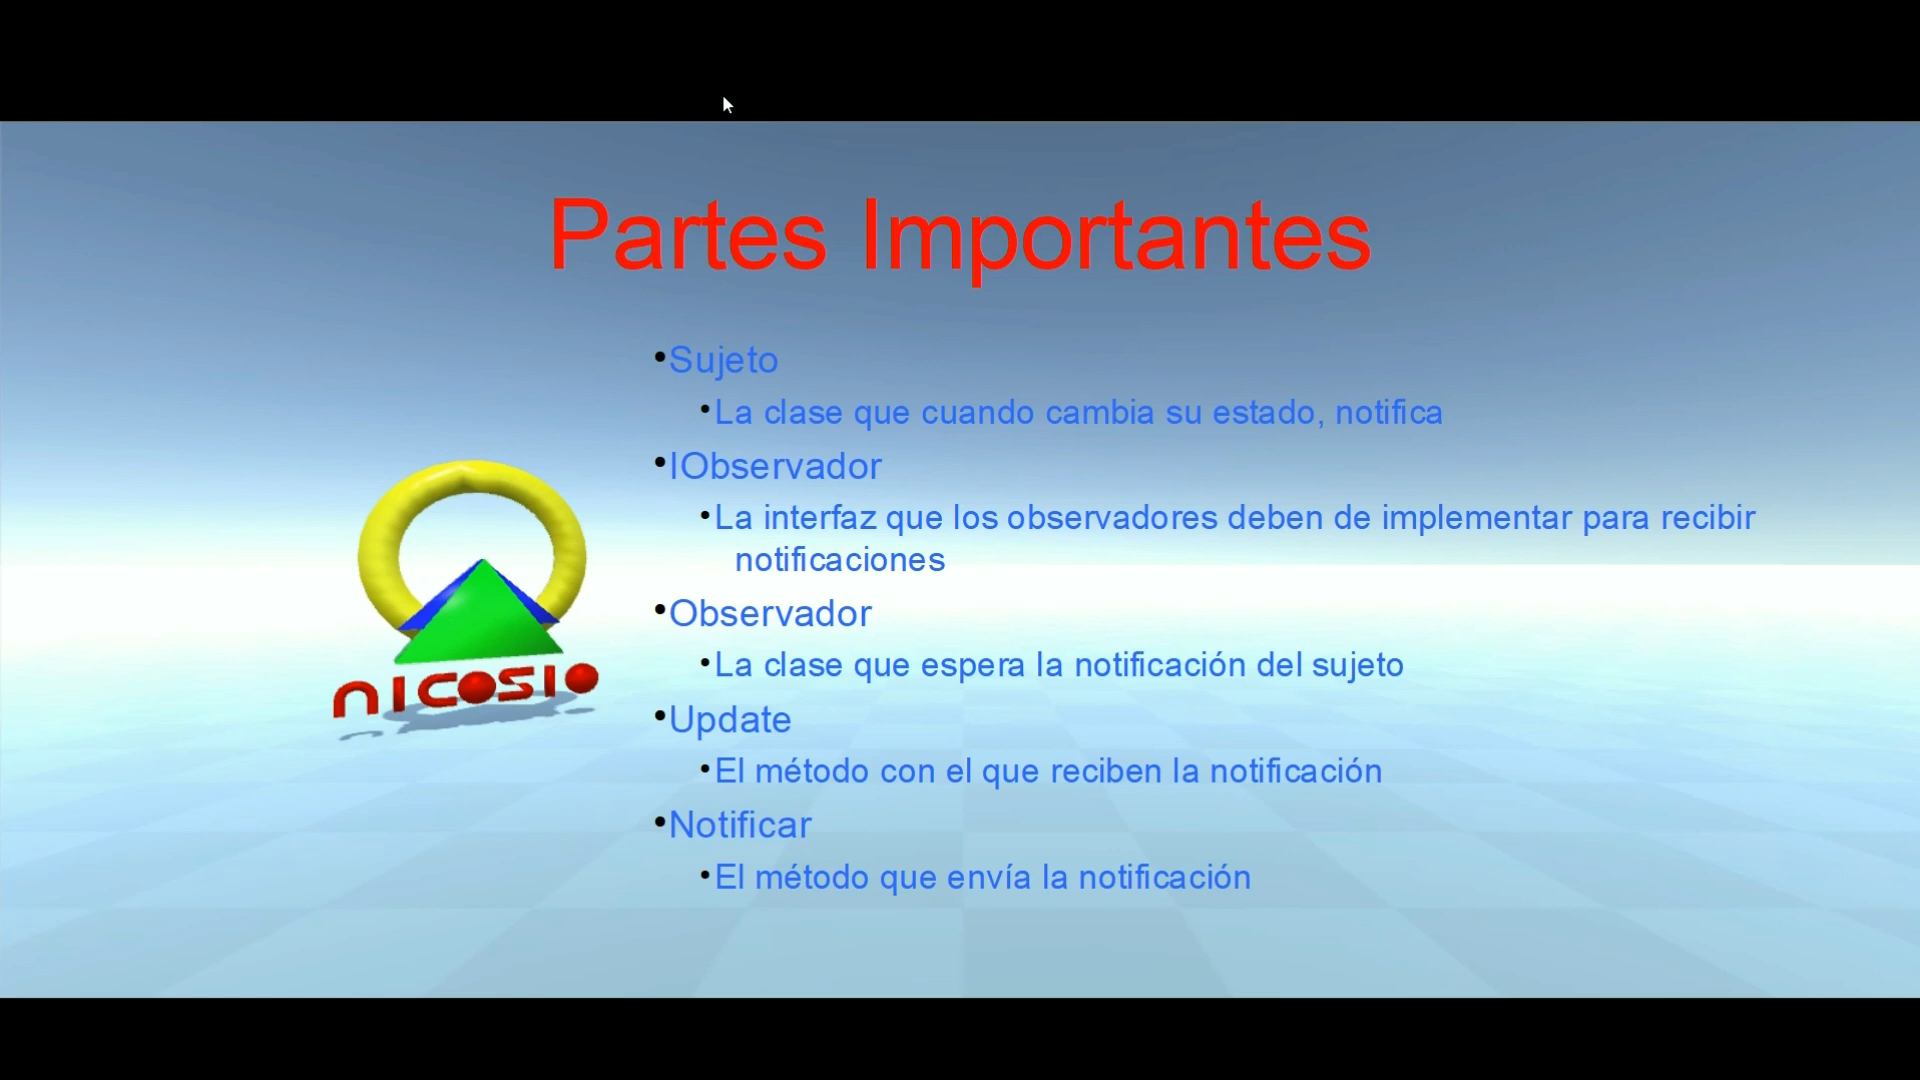 Partes Importantes
•Sujeto
•La clase que cuando cambia su estado, notifica
•IObservador
•La interfaz que los observadores deben de implementar para recibir
notificaciones
•Observador
•La clase que espera la notificación del sujeto
•Update
•El método con el que reciben la notificación
•Notificar
•El método que envía la notificación
nicosio